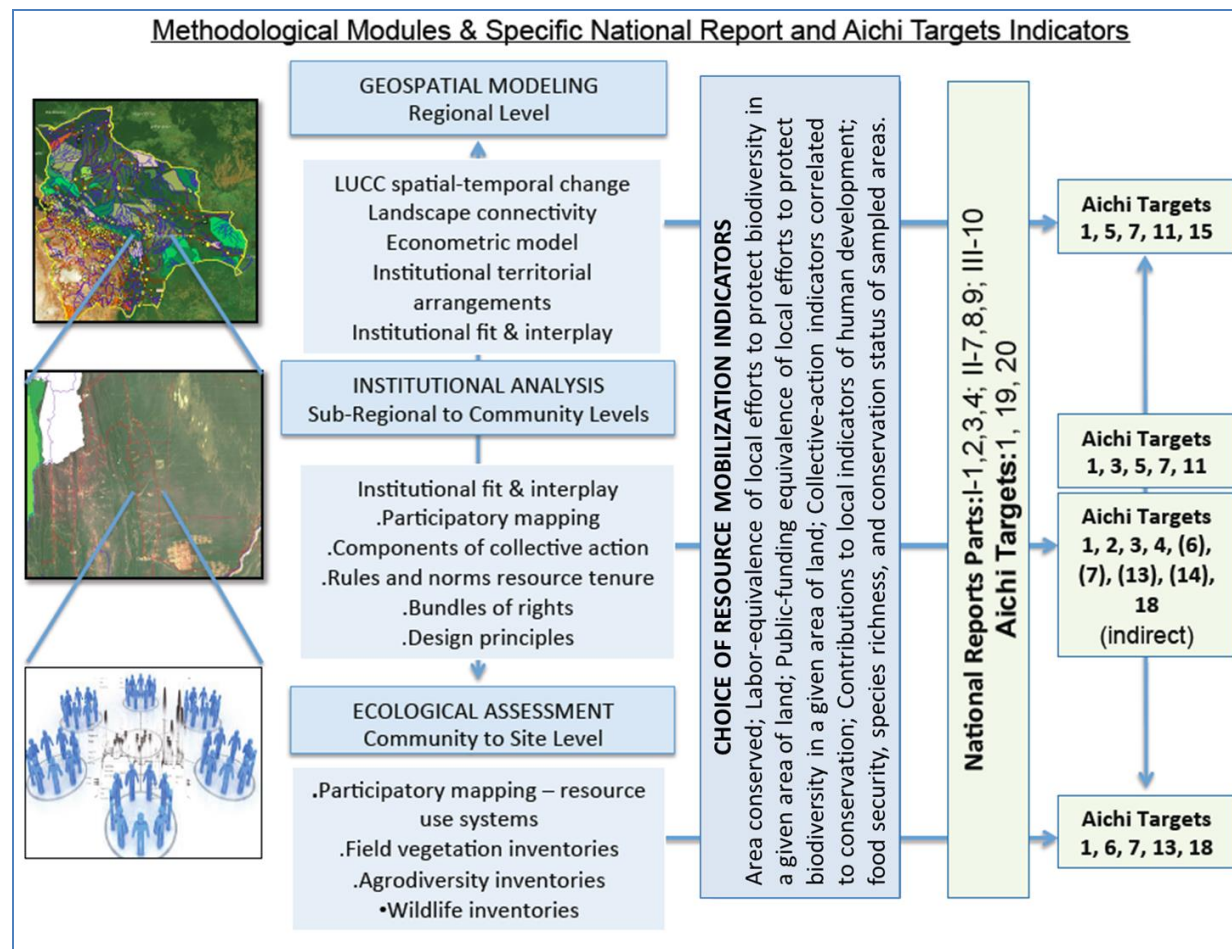 Methodological Modules & Specific National Report and Aichi Targets Indicators
GEOSPATIAL MODELING
Regional Level
LUCC spatial-temporal change
Landscape connectivity
Econometric model
Institutional territorial
arrangements
Institutional fit & interplay
INSTITUTIONAL ANALYSIS
Sub-Regional to Community Levels
Institutional fit & interplay
.Participatory mapping
.Components of collective action
.Rules and norms resource tenure
.Bundles of rights
.Design principles
ECOLOGICAL ASSESSMENT
Community to Site Level
.Participatory mapping – resource
use systems
.Field vegetation inventories
.Agrodiversity inventories
•Wildlife inventories
CHOICE OF RESOURCE MOBILIZATION INDICATORS
Area conserved; Labor-equivalence of local efforts to protect biodiversity in
a given area of land; Public-funding equivalence of local efforts to protect
biodiversity in a given area of land; Collective-action indicators correlated
to conservation; Contributions to local indicators of human development;
food security, species richness, and conservation status of sampled areas.
National Reports Parts:I-1,2,3,4; II-7,8,9; III-10
Aichi Targets:1, 19, 20
Aichi Targets
1, 5, 7, 11, 15
Aichi Targets
1, 3, 5, 7, 11
Aichi Targets
1, 2, 3, 4, (6),
(7), (13), (14),
18
(indirect)
Aichi Targets
1, 6, 7, 13, 18